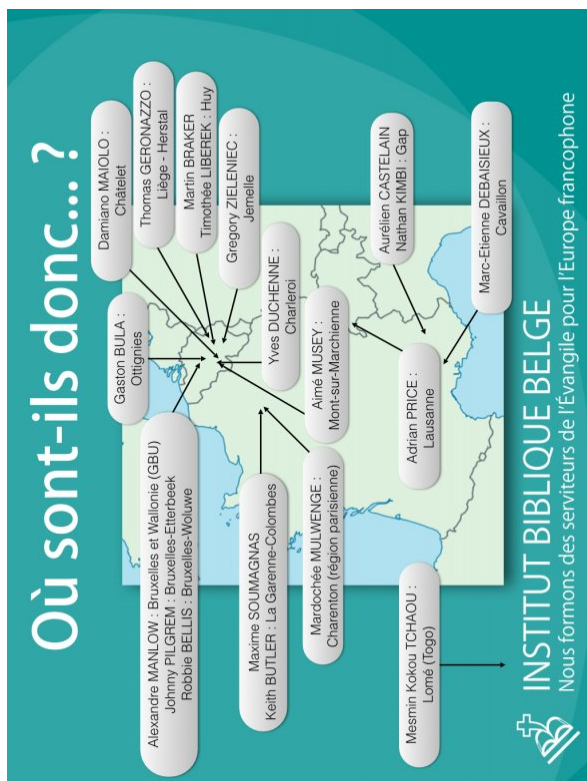 Où sont-ils donc... ?
Alexandre MANLOW : Bruxelles et Wallonie (GBU)
Johnny PILGREM : Bruxelles-Etterbeek
Robbie BELLIS : Bruxelles-Woluwe
Gaston BULA :
Ottignies
Damiano MAIOLO :
Châtelet
Thomas GERONAZZO :
Liège - Herstal
Martin BRAKER
Timothée LIBEREK : Huy
Gregory ZIELENIEC :
Jemelle
Maxime SOUMAGNAS
Keith BUTLER : La Garenne-Colombes
Yves DUCHENNE :
Charleroi
Mardochée MULWENGE :
Charenton (région parisienne)
Aimé MUSEY :
Mont-sur-Marchienne
Aurélien CASTELAIN
Nathan KIMBI : Gap
Mesmin Kokou TCHAOU :
Lomé (Togo)
Adrian PRICE :
Lausanne
Marc-Etienne DEBAISIEUX :
Cavaillon
INSTITUT BIBLIQUE BELGE
Nous formons des serviteurs de l'Évangile pour l'Europe francophone